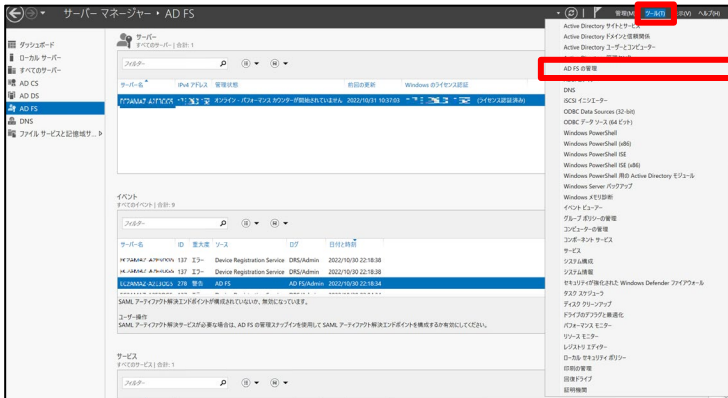 サーバー マネージャー ・ AD FS
管理(M) ツール(T) 表示(V) ヘルプ(H)
ダッシュボード
ローカル サーバー
すべてのサーバー
AD CS
AD DS
AD FS
DNS
ファイル サービスと記憶域サ...
サーバー
すべてのサーバー | 合計: 1
フィルター
サーバー名 IPv4 アドレス 管理状態 前回の更新 Windows のライセンス認証
オンライン - パフォーマンス カウンターが開始されていません 2022/10/31 10:37:03 (ライセンス認証済み)
イベント
すべてのイベント | 合計: 9
フィルター
サーバー名 ID 重大度 ソース ログ 日付と時刻
137 エラー Device Registration Service DRS/Admin 2022/10/30 22:18:38
137 エラー Device Registration Service DRS/Admin 2022/10/30 22:18:38
278 警告 AD FS AD FS/Admin 2022/10/30 22:18:34
SAML アーティファクト解決エンドポイントが構成されていないか、無効になっています。
ユーザー操作
SAML アーティファクト解決サービスが必要な場合は、AD FS の管理スナップインを使用して SAML アーティファクト解決エンドポイントを構成するか有効にしてください。
サービス
すべてのサービス | 合計: 1
フィルター
Active Directory サイトとサービス
Active Directory ドメインと信頼関係
Active Directory ユーザーとコンピューター
AD FS の管理
DNS
iSCSI イニシエーター
ODBC Data Sources (32-bit)
ODBC データ ソース (64 ビット)
Windows PowerShell
Windows PowerShell (x86)
Windows PowerShell ISE
Windows PowerShell ISE (x86)
Windows PowerShell 用の Active Directory モジュール
Windows Server バックアップ
Windows メモリ診断
イベント ビューアー
グループ ポリシーの管理
コンピューターの管理
コンポーネント サービス
サービス
システム構成
システム情報
セキュリティが強化された Windows Defender ファイアウォール
タスク スケジューラ
ディスク クリーンアップ
ドライブのデフラグと最適化
パフォーマンス モニター
リソース モニター
レジストリ エディター
ローカル セキュリティ ポリシー
印刷の管理
回復ドライブ
証明機関